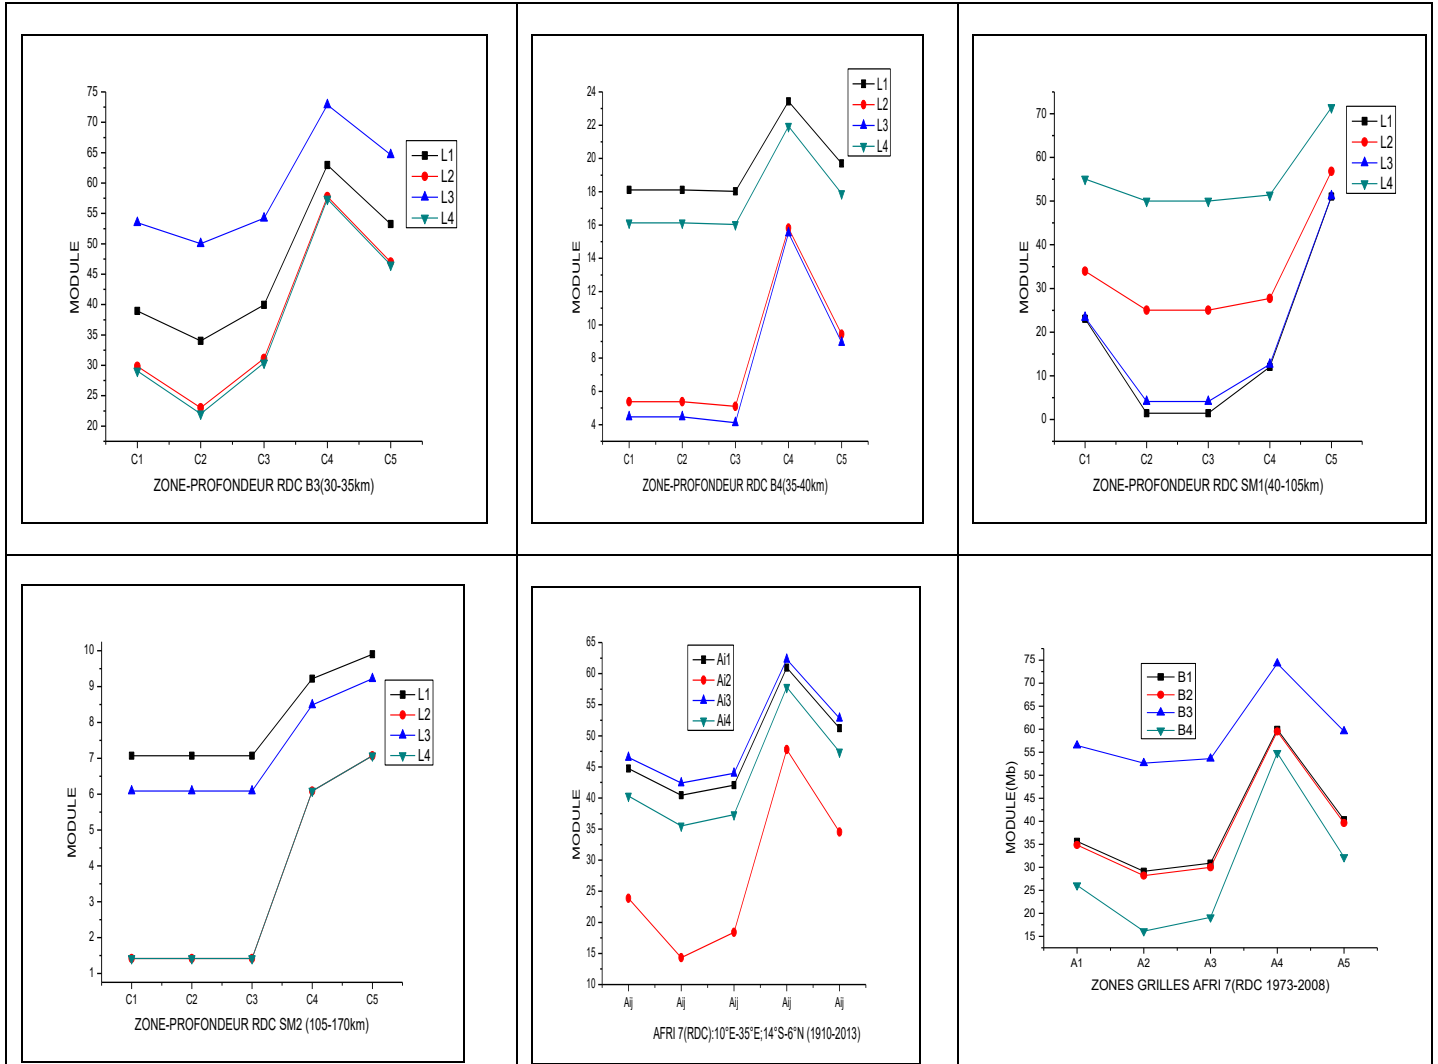 75
70
65
60
55
50
45
40
35
30
25
20
MODULE
L1
L2
L3
L4
C1 C2 C3 C4 C5
ZONE-PROFONDEUR RDC B3(30-35km)
24
22
20
18
16
14
12
10
8
6
4
MODULE
L1
L2
L3
L4
C1 C2 C3 C4 C5
ZONE-PROFONDEUR RDC B4(35-40km)
70
60
50
40
30
20
10
0
MODULE
L1
L2
L3
L4
C1 C2 C3 C4 C5
ZONE-PROFONDEUR RDC SM1(40-105km)
10
9
8
7
6
5
4
3
2
1
MODULE
L1
L2
L3
L4
C1 C2 C3 C4 C5
ZONE-PROFONDEUR RDC SM2 (105-170km)
65
60
55
50
45
40
35
30
25
20
15
10
MODULE
Ai1
Ai2
Ai3
Ai4
Aij Aij Aij Aij Aij
AFRI 7(RDC):10°E-35°E;14°S-6°N (1910-2013)
75
70
65
60
55
50
45
40
35
30
25
20
15
MODULE(Mb)
B1
B2
B3
B4
A1 A2 A3 A4 A5
ZONES GRILLES AFRI 7(RDC 1973-2008)